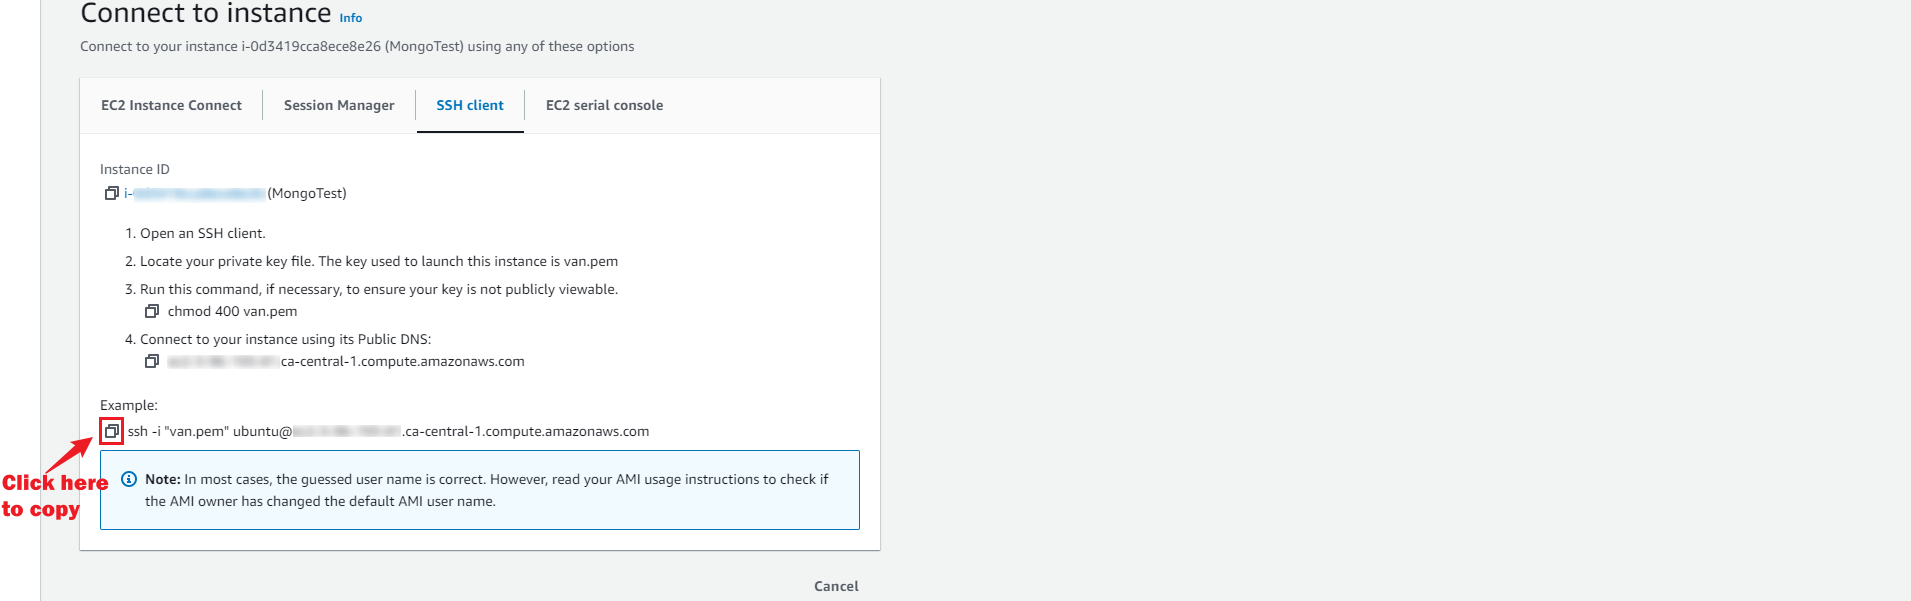 Connect to instance Info
Connect to your instance i-0d3419cca8ece8e26 (MongoTest) using any of these options
EC2 Instance Connect Session Manager SSH client EC2 serial console
Instance ID
i- (MongoTest)
1. Open an SSH client.
2. Locate your private key file. The key used to launch this instance is van.pem
3. Run this command, if necessary, to ensure your key is not publicly viewable.
chmod 400 van.pem
4. Connect to your instance using its Public DNS:
.ca-central-1.compute.amazonaws.com
Example:
ssh -i "van.pem" ubuntu@ .ca-central-1.compute.amazonaws.com
Click here
to copy
Note: In most cases, the guessed user name is correct. However, read your AMI usage instructions to check if
the AMI owner has changed the default AMI user name.
Cancel